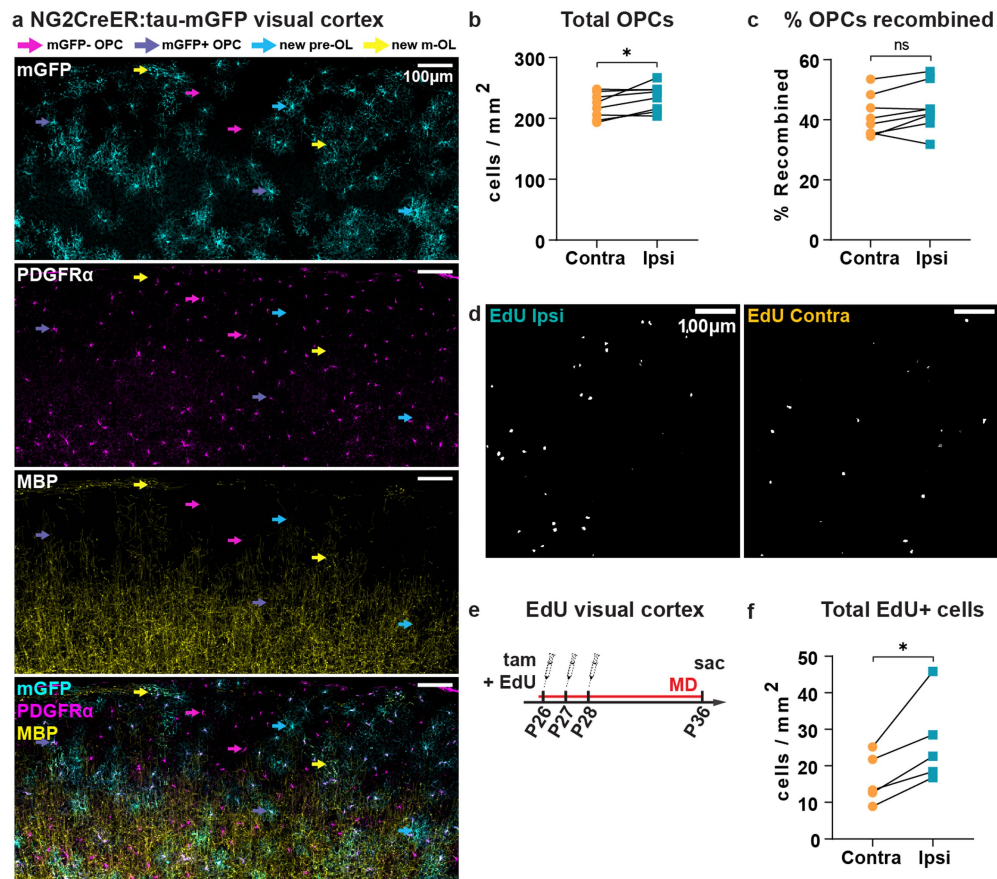 a NG2CreER:tau-mGFP visual cortex
mGFP- OPC mGFP+ OPC new pre-OL new m-OL
mGFP
100µm
PDGFRα
MBP
mGFP
PDGFRα
MBP
b Total OPCs
*
cells / mm²
300
200
100
0
Contra Ipsi
c % OPCs recombined
ns
% Recombined
60
40
20
0
Contra Ipsi
d EdU Ipsi
100µm
EdU Contra
e EdU visual cortex
tam
+ EdU
sac
MD
P26 P27 P28 P36
f Total EdU+ cells
*
cells / mm²
50
40
30
20
10
0
Contra Ipsi